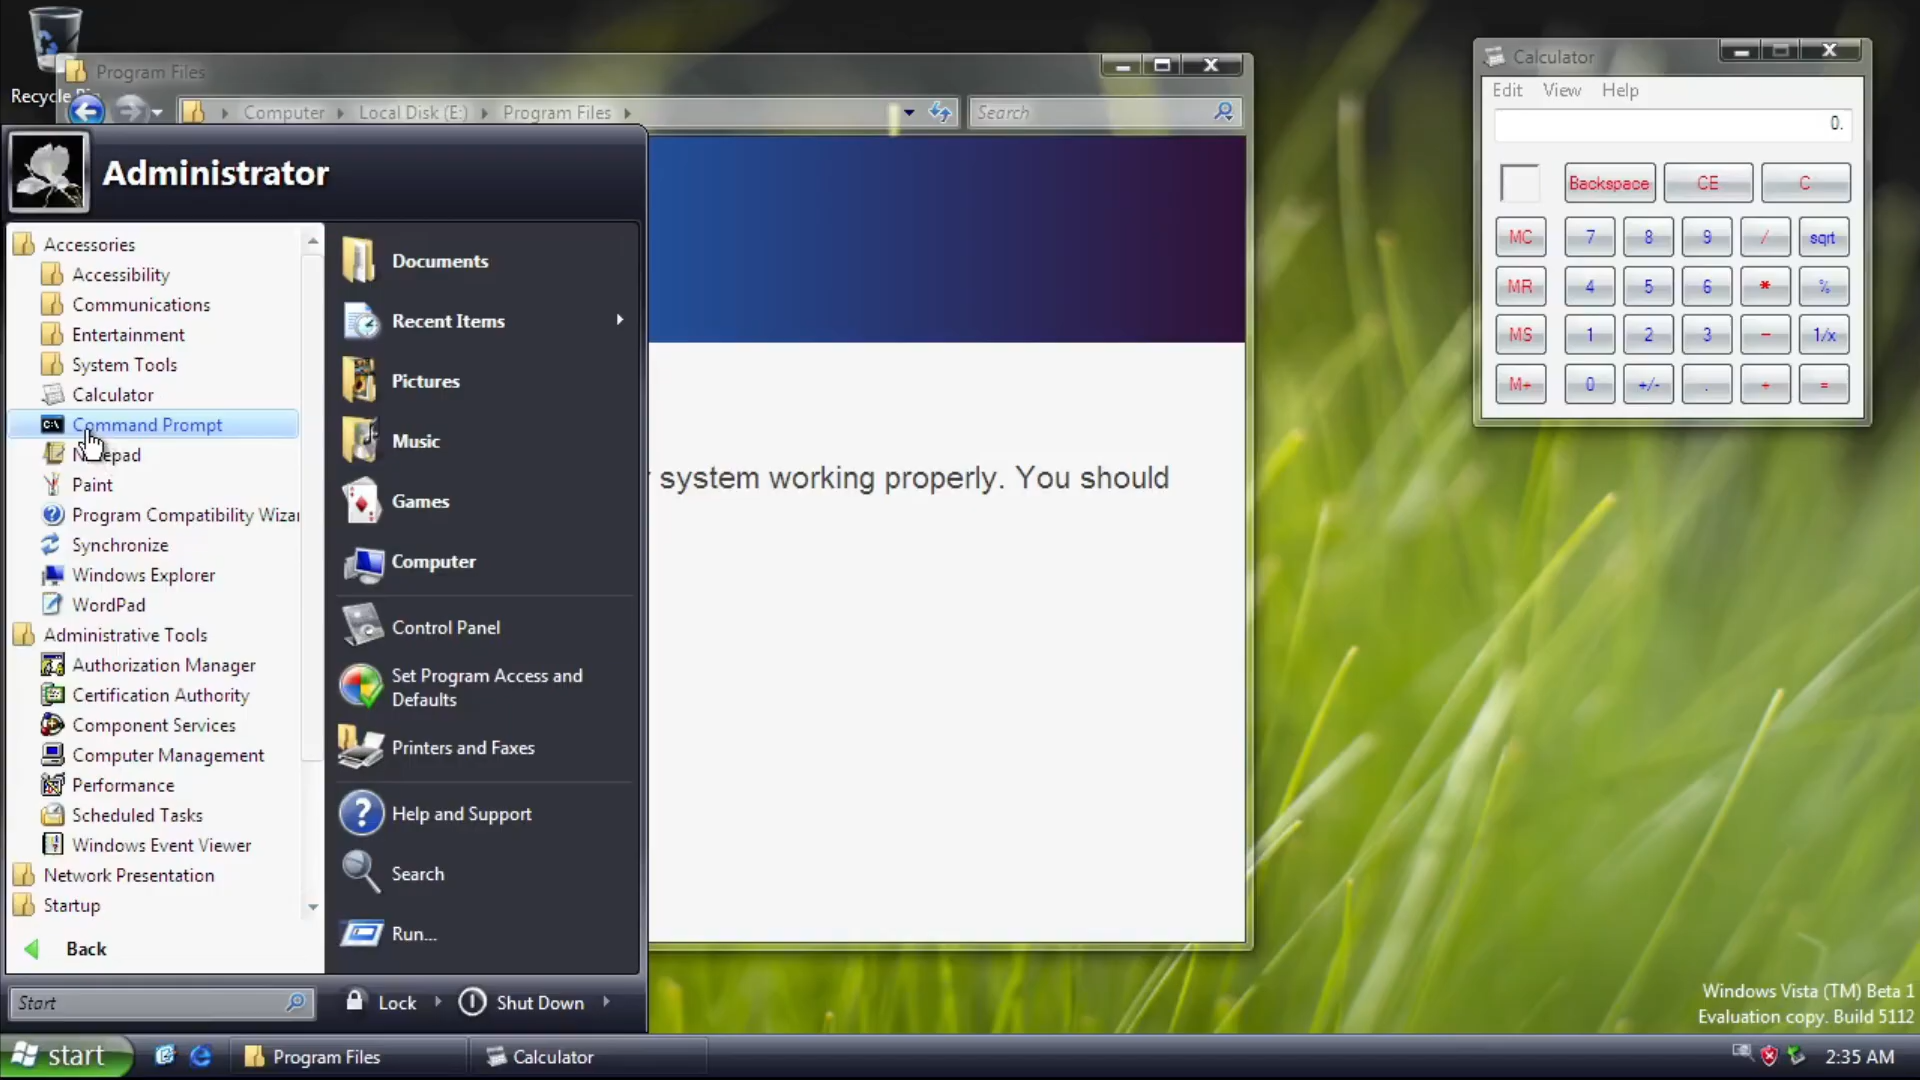 Recycle
Program Files
Computer
Local Disk (E:)
Program Files
Search
Administrator
Accessories
Accessibility
Communications
Entertainment
System Tools
Calculator
Command Prompt
Notepad
Paint
Program Compatibility Wizar
Synchronize
Windows Explorer
WordPad
Administrative Tools
Authorization Manager
Certification Authority
Component Services
Computer Management
Performance
Scheduled Tasks
Windows Event Viewer
Network Presentation
Startup
Back
Start
Documents
Recent Items
Pictures
Music
Games
Computer
Control Panel
Set Program Access and
Defaults
Printers and Faxes
Help and Support
Search
Run...
Lock
Shut Down
system working properly. You should
Calculator
Edit View Help
0.
Backspace CE C
MC 7 8 9 / sqrt
MR 4 5 6 * %
MS 1 2 3 - 1/x
M+ 0 +/- . + =
Windows Vista (TM) Beta 1
Evaluation copy. Build 5112
start
Program Files
Calculator
2:35 AM